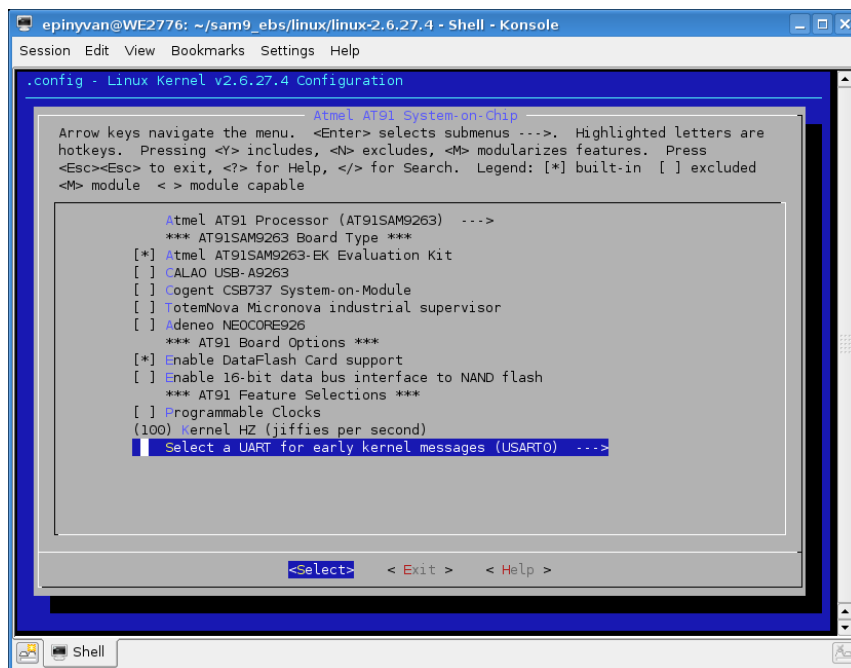 epinyvan@WE2776: ~/sam9_ebs/linux/linux-2.6.27.4 - Shell - Konsole
Session Edit View Bookmarks Settings Help
.config - Linux Kernel v2.6.27.4 Configuration
Atmel AT91 System-on-Chip
Arrow keys navigate the menu. <Enter> selects submenus --->. Highlighted letters are
hotkeys. Pressing <Y> includes, <N> excludes, <M> modularizes features. Press
<Esc><Esc> to exit, <?> for Help, </> for Search. Legend: [*] built-in [ ] excluded
<M> module < > module capable
Atmel AT91 Processor (AT91SAM9263) --->
*** AT91SAM9263 Board Type ***
[*] Atmel AT91SAM9263-EK Evaluation Kit
[ ] CALAO USB-A9263
[ ] Cogent CSB737 System-on-Module
[ ] TotemNova Micronova industrial supervisor
[ ] Adeneo NEOCORE926
*** AT91 Board Options ***
[*] Enable DataFlash Card support
[ ] Enable 16-bit data bus interface to NAND flash
*** AT91 Feature Selections ***
[ ] Programmable Clocks
(100) Kernel HZ (jiffies per second)
Select a UART for early kernel messages (USART0) --->
<Select> < Exit > < Help >
Shell